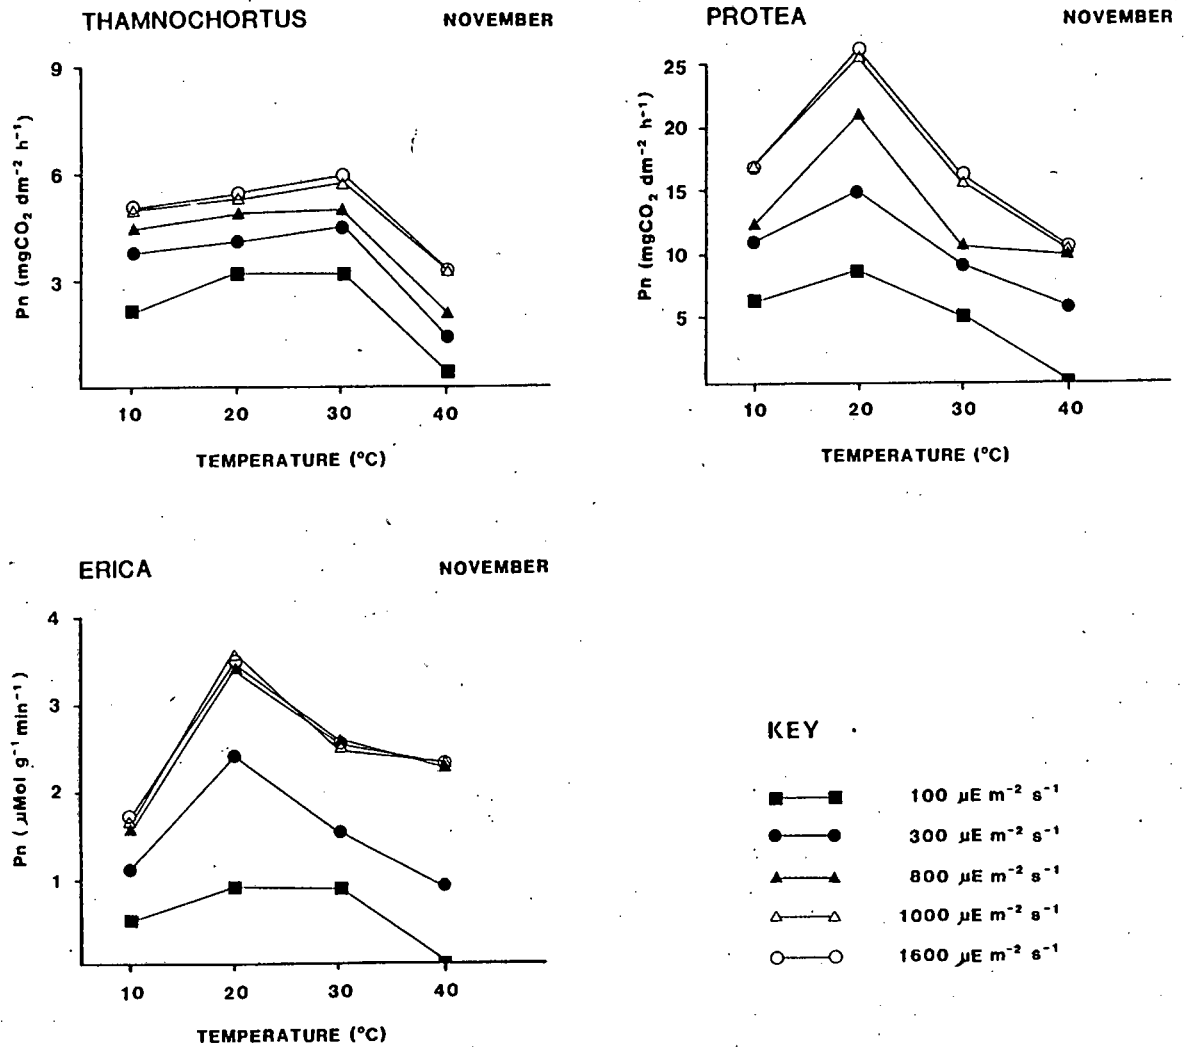 THAMNOCHORTUS NOVEMBER
9
6
3
Pn (mgCO₂ dm⁻² h⁻¹)
10 20 30 40
TEMPERATURE (°C)
PROTEA NOVEMBER
25
20
15
10
5
Pn (mgCO₂ dm⁻² h⁻¹)
10 20 30 40
TEMPERATURE (°C)
ERICA NOVEMBER
4
3
2
1
Pn (µMol g⁻¹ min⁻¹)
10 20 30 40
TEMPERATURE (°C)
KEY
100 µE m⁻² s⁻¹
300 µE m⁻² s⁻¹
800 µE m⁻² s⁻¹
1000 µE m⁻² s⁻¹
1600 µE m⁻² s⁻¹